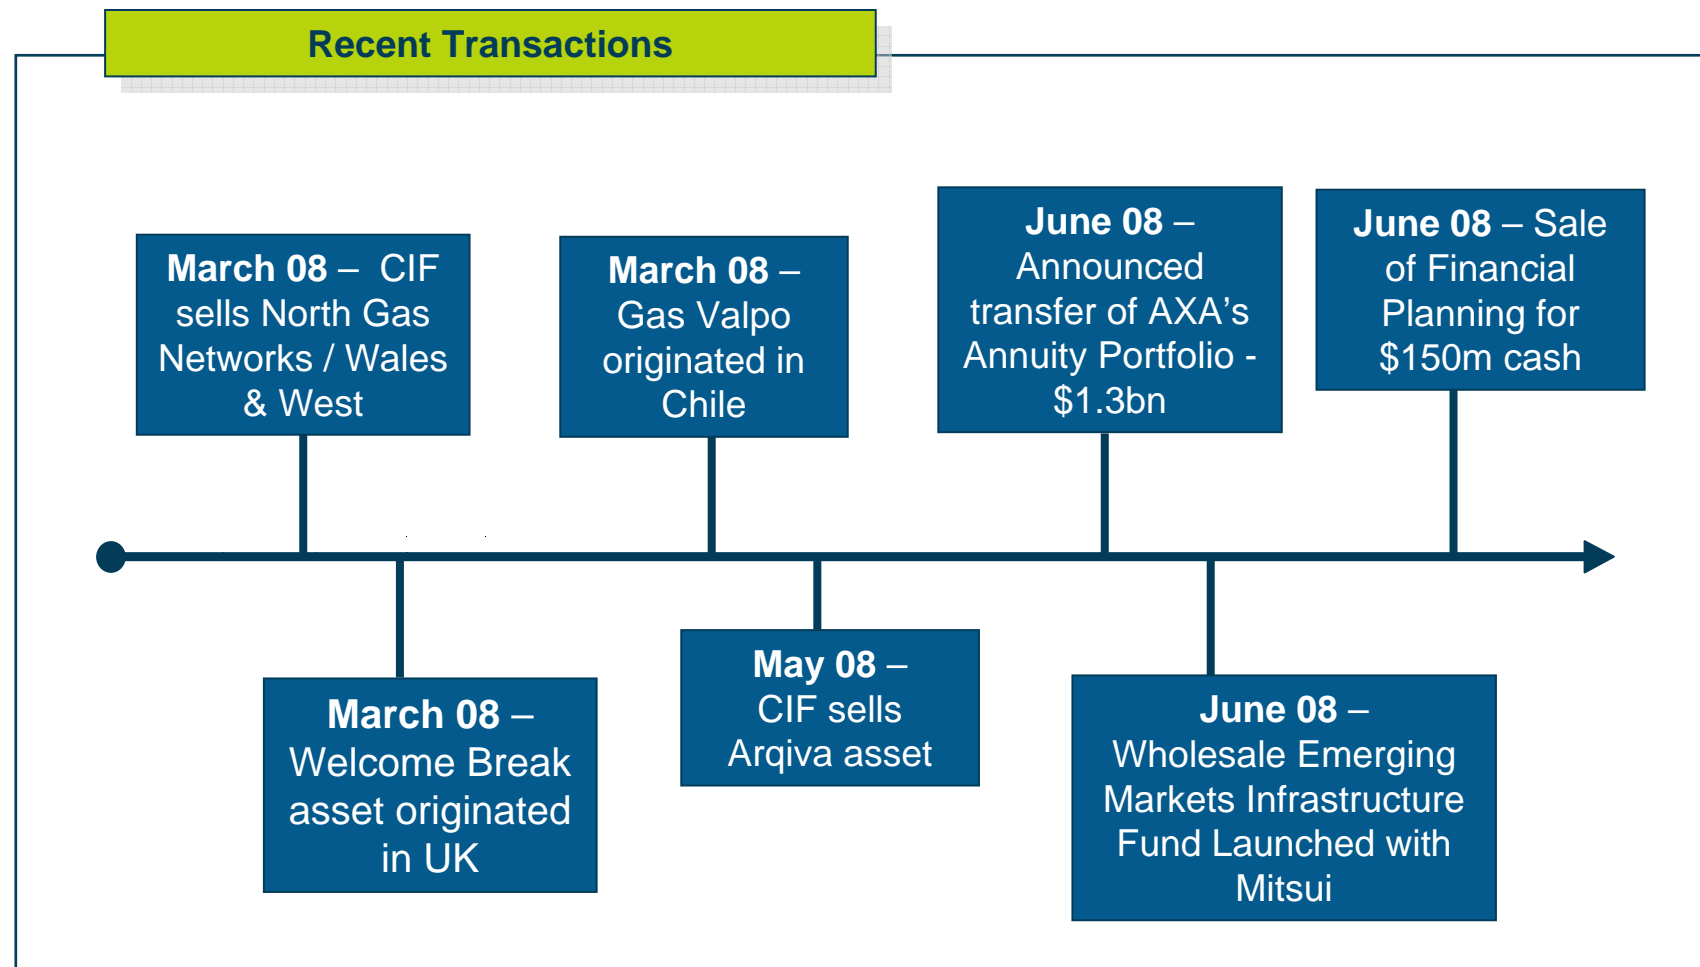 Recent Transactions
March 08 – CIF
sells North Gas
Networks / Wales
& West
March 08 –
Gas Valpo
originated in
Chile
June 08 –
Announced
transfer of AXA’s
Annuity Portfolio -
$1.3bn
June 08 – Sale
of Financial
Planning for
$150m cash
March 08 –
Welcome Break
asset originated
in UK
May 08 –
CIF sells
Arqiva asset
June 08 –
Wholesale Emerging
Markets Infrastructure
Fund Launched with
Mitsui